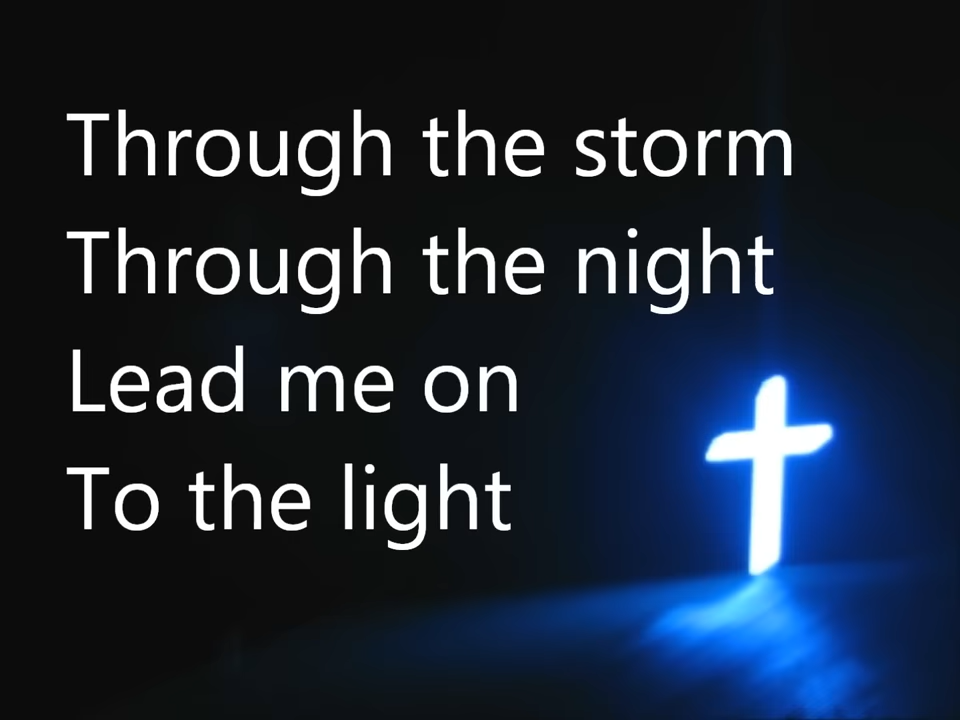 Through the storm
Through the night
Lead me on
To the light